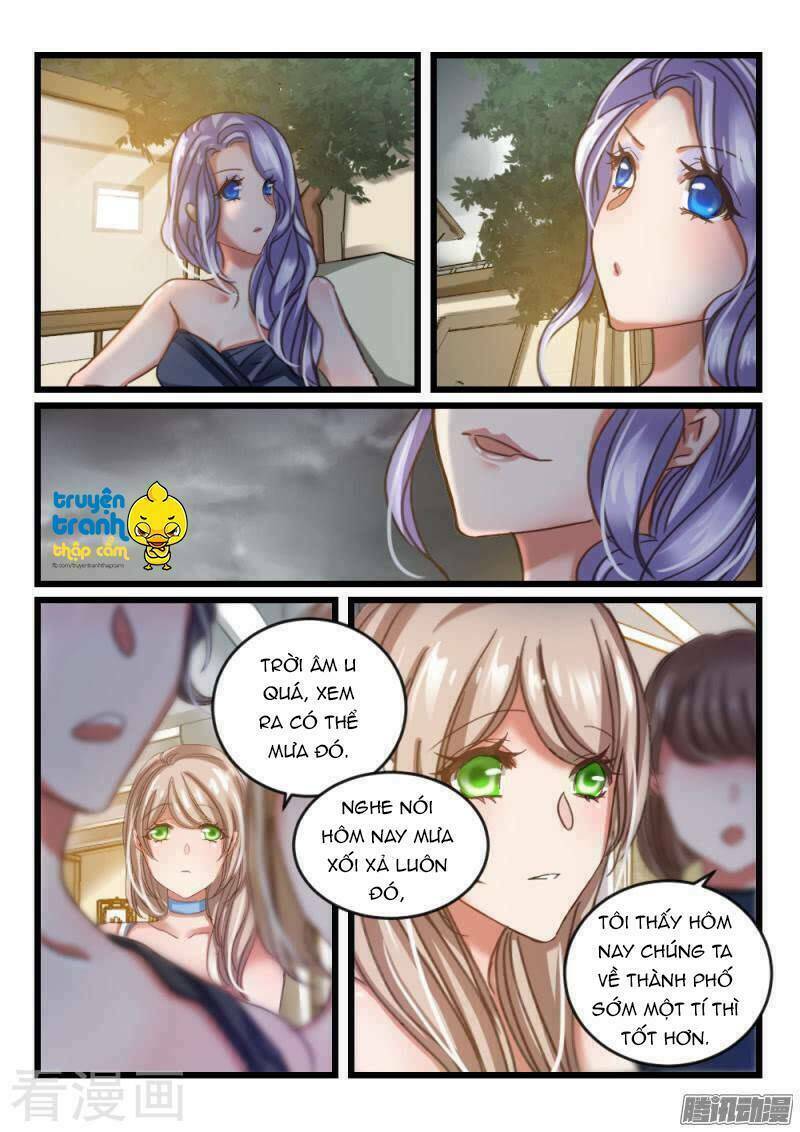 truyện
tranh
thập cẩm
fb.com/truyentranhthapcam
TRỜI ÂM U
QUÁ, XEM
RA CÓ THỂ
MƯA ĐÓ.
NGHE NÓI
HÔM NAY MƯA
XỐI XẢ LUÔN
ĐÓ,
TÔI THẤY HÔM
NAY CHÚNG TA
VỀ THÀNH PHỐ
SỚM MỘT TÍ THÌ
TỐT HƠN.
看漫画
腾讯动漫